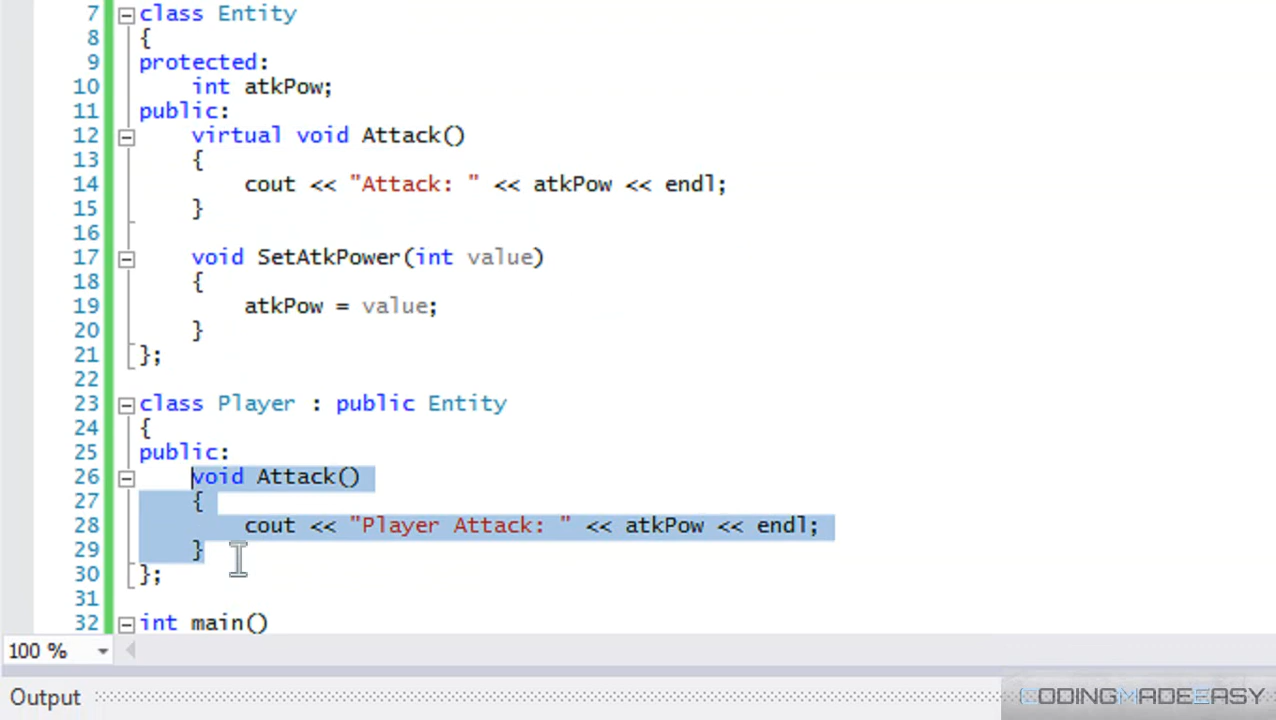 7 class Entity
8 {
9 protected:
10 int atkPow;
11 public:
12 virtual void Attack()
13 {
14 cout << "Attack: " << atkPow << endl;
15 }
16
17 void SetAtkPower(int value)
18 {
19 atkPow = value;
20 }
21 };
22
23 class Player : public Entity
24 {
25 public:
26 void Attack()
27 {
28 cout << "Player Attack: " << atkPow << endl;
29 }
30 };
31
32 int main()
100 %
Output
CODINGMADEEASY